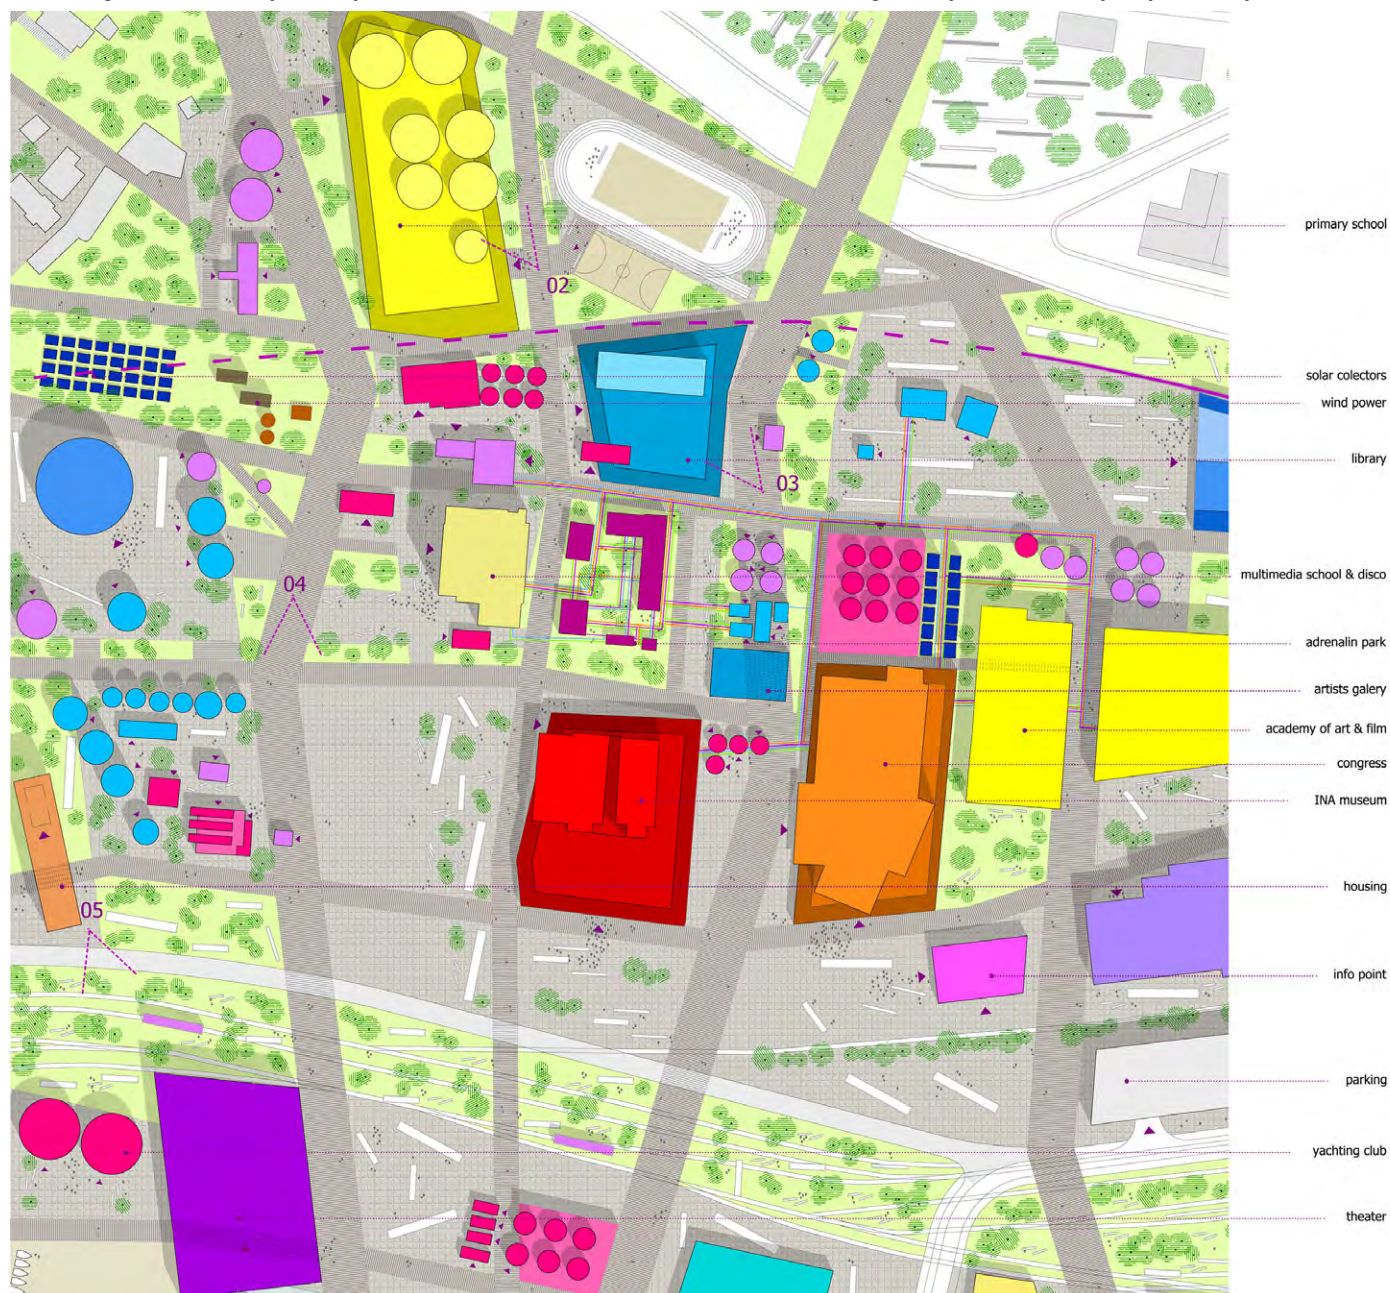 primary school
02
solar colectors
wind power
library
03
multimedia school & disco
04
adrenalin park
artists galery
academy of art & film
congress
INA museum
housing
05
info point
parking
yachting club
theater